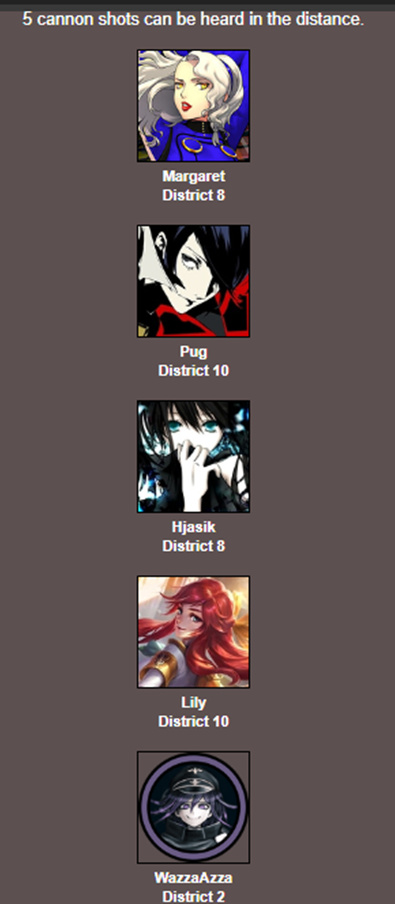 5 cannon shots can be heard in the distance.
Margaret
District 8
Pug
District 10
Hjasik
District 8
Lily
District 10
WazzaAzza
District 2